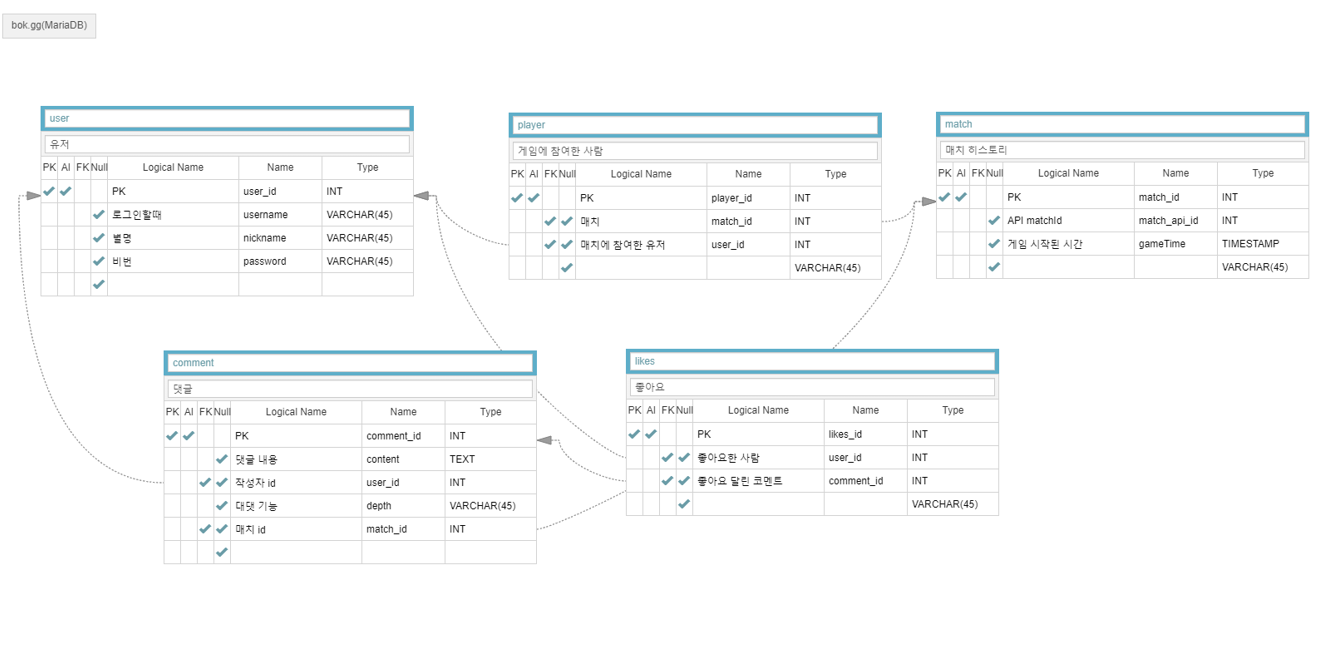 bok.gg(MariaDB)
user
유저
PK AI FK Null Logical Name Name Type
PK user_id INT
로그인할때 username VARCHAR(45)
별명 nickname VARCHAR(45)
비번 password VARCHAR(45)
player
게임에 참여한 사람
PK AI FK Null Logical Name Name Type
PK player_id INT
매치 match_id INT
매치에 참여한 유저 user_id INT
VARCHAR(45)
match
매치 히스토리
PK AI FK Null Logical Name Name Type
PK match_id INT
API matchId match_api_id INT
게임 시작된 시간 gameTime TIMESTAMP
VARCHAR(45)
comment
댓글
PK AI FK Null Logical Name Name Type
PK comment_id INT
댓글 내용 content TEXT
작성자 id user_id INT
대댓 기능 depth VARCHAR(45)
매치 id match_id INT
likes
좋아요
PK AI FK Null Logical Name Name Type
PK likes_id INT
좋아요한 사람 user_id INT
좋아요 달린 코멘트 comment_id INT
VARCHAR(45)